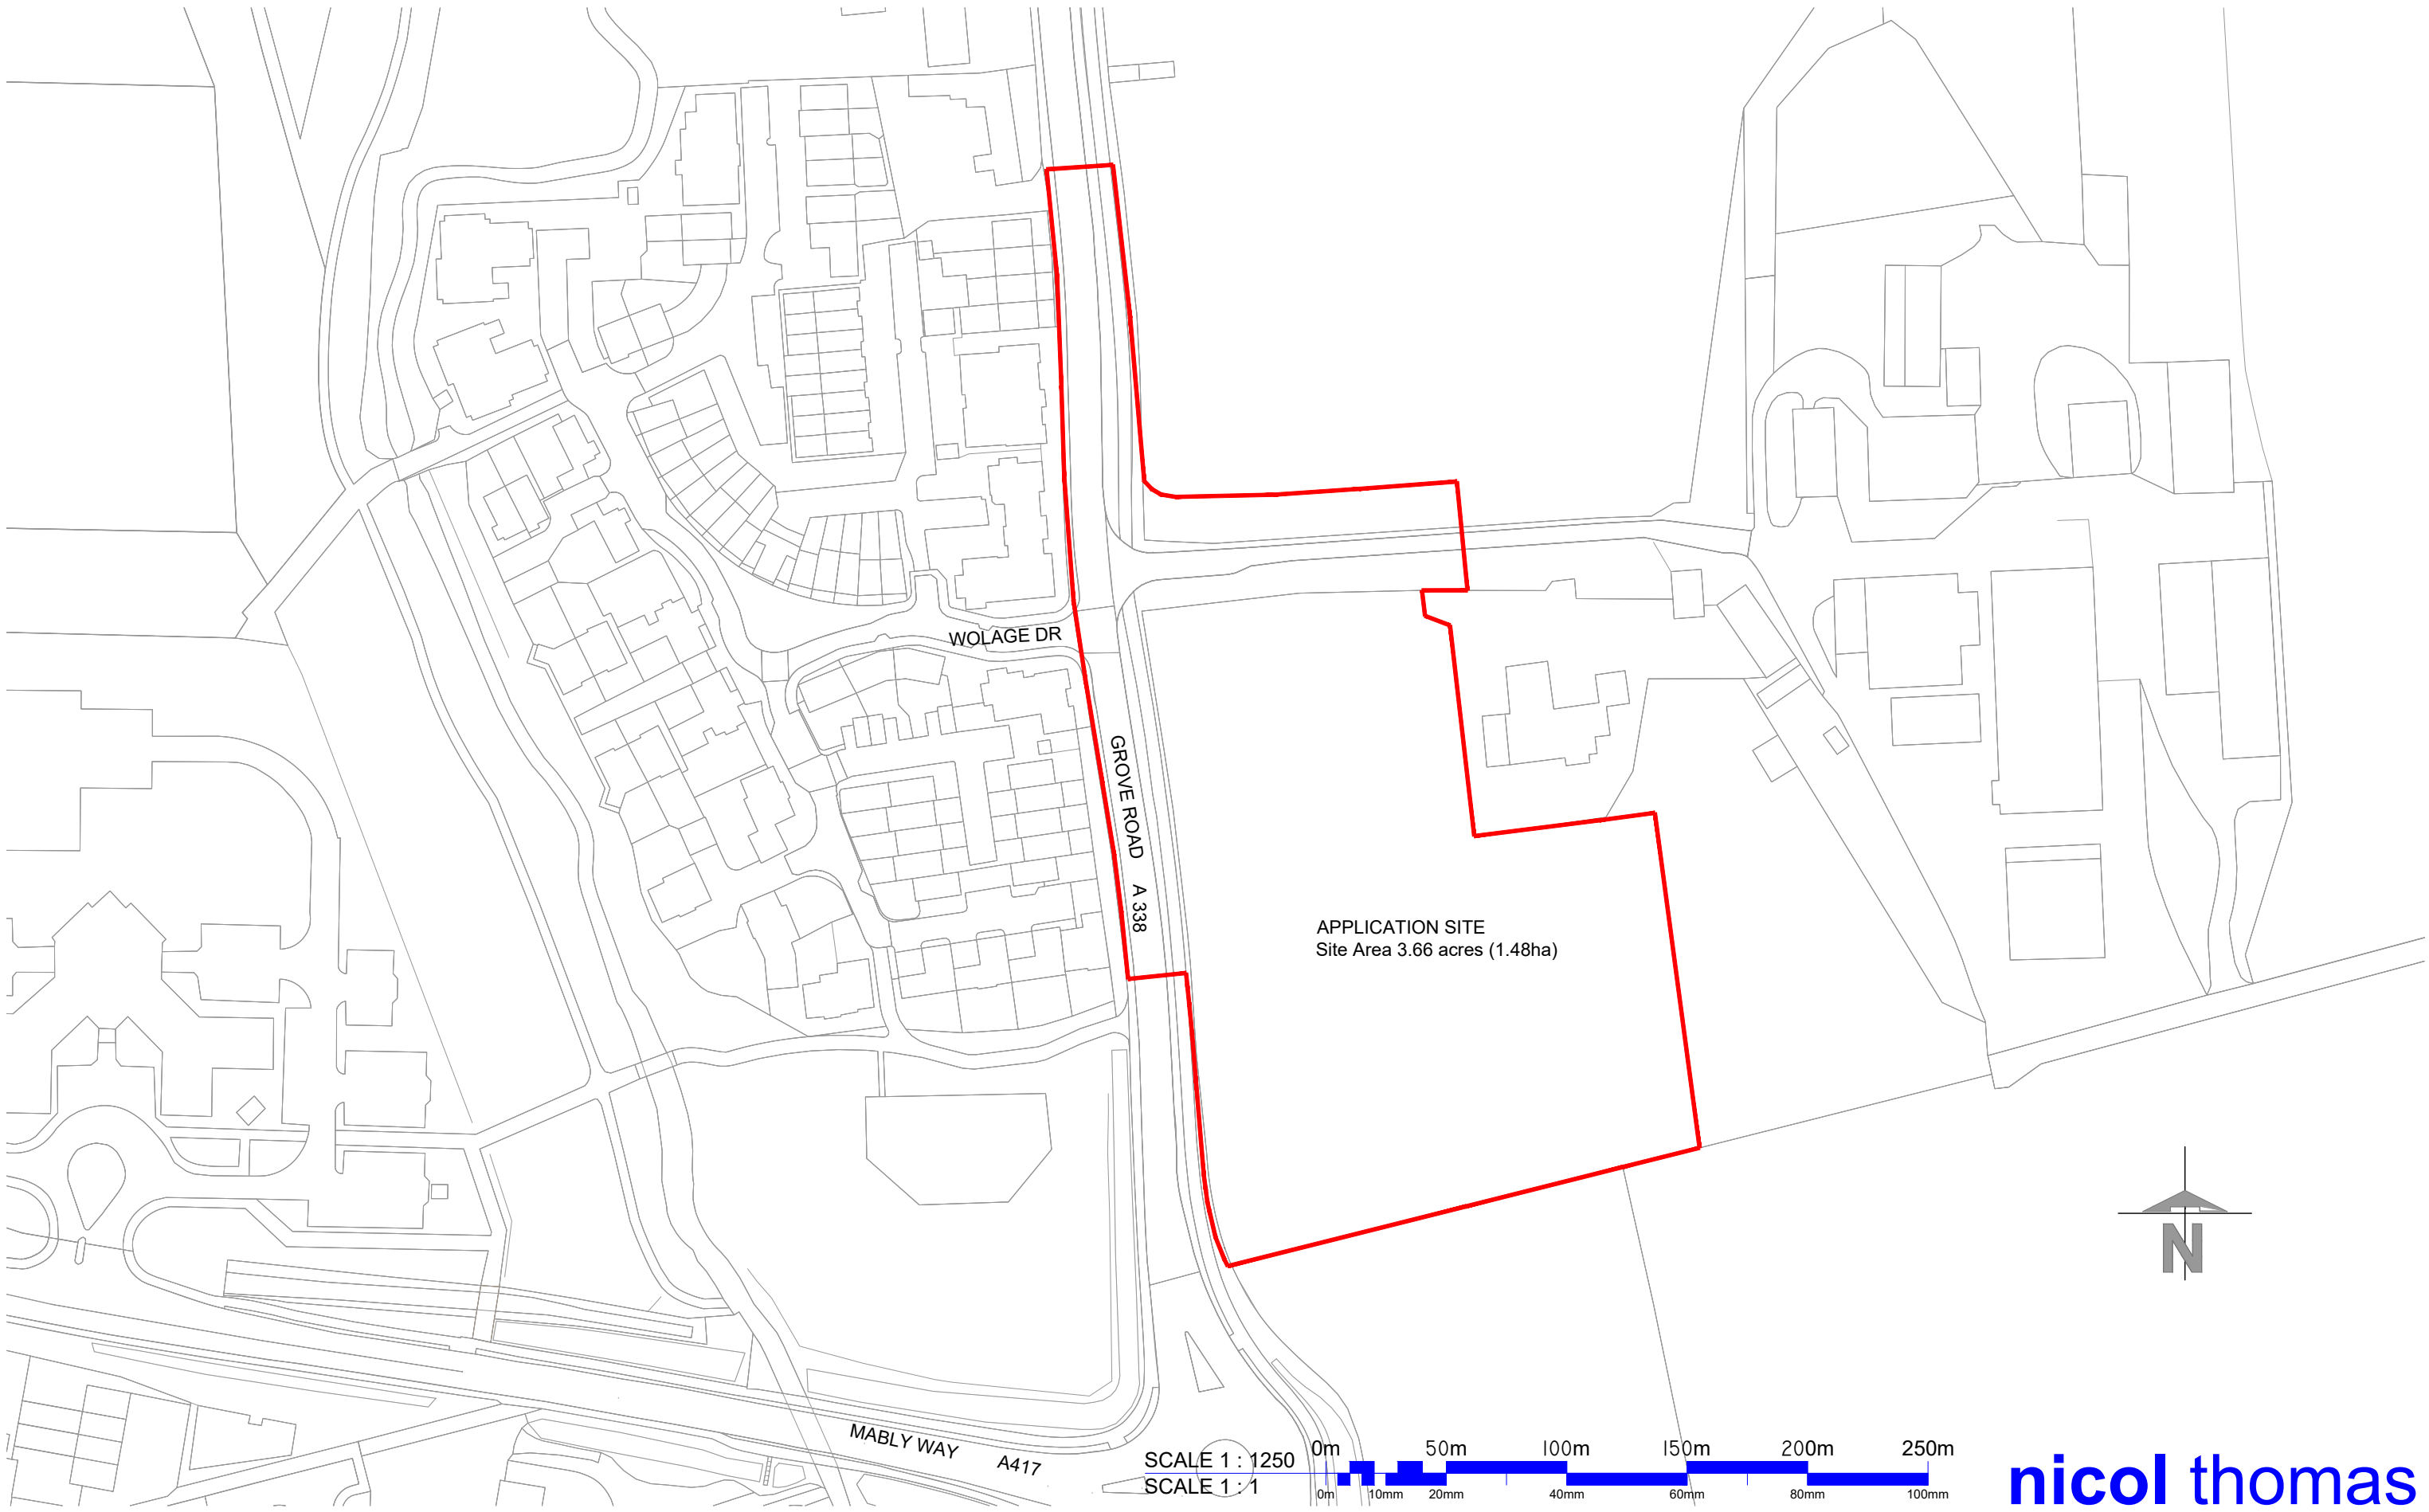 WOLAGE DR
GROVE ROAD A 338
APPLICATION SITE
Site Area 3.66 acres (1.48ha)
N
MABLY WAY A417
SCALE 1 : 1250
0m 50m 100m 150m 200m 250m
SCALE 1 : 1
0m 10mm 20mm 40mm 60mm 80mm 100mm
nicol thomas